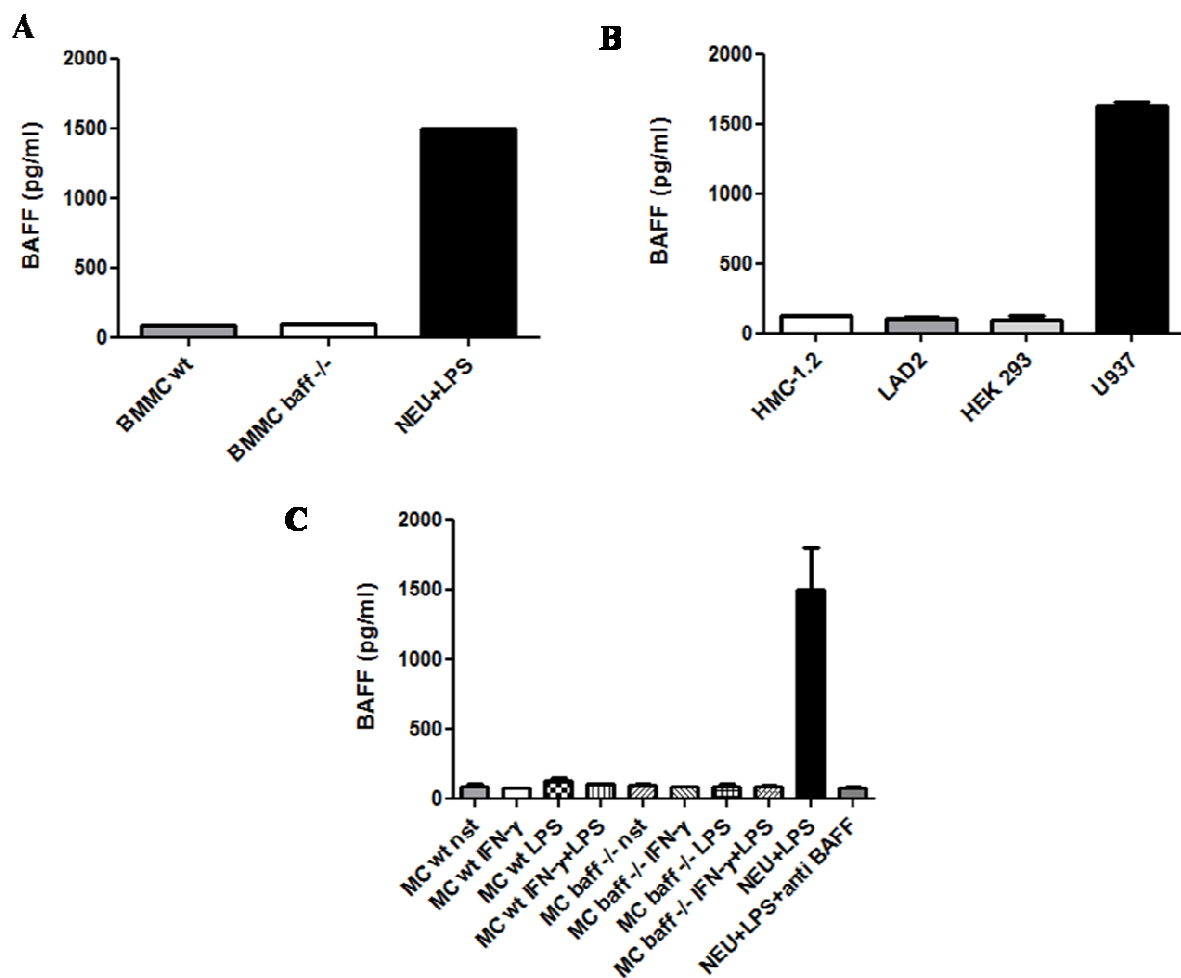 A
BAFF (pg/ml)
2000
1500
1000
500
0
BMMC wt
BMMC baff -/-
NEU+LPS
B
BAFF (pg/ml)
2000
1500
1000
500
0
HMC-1.2
LAD2
HEK 293
U937
C
BAFF (pg/ml)
2000
1500
1000
500
0
MC wt nst
MC wt IFN-γ
MC wt LPS
MC wt IFN-γ+LPS
MC baff -/- nst
MC baff -/- IFN-γ
MC baff -/- LPS
MC baff -/- IFN-γ+LPS
NEU+LPS
NEU+LPS+anti BAFF